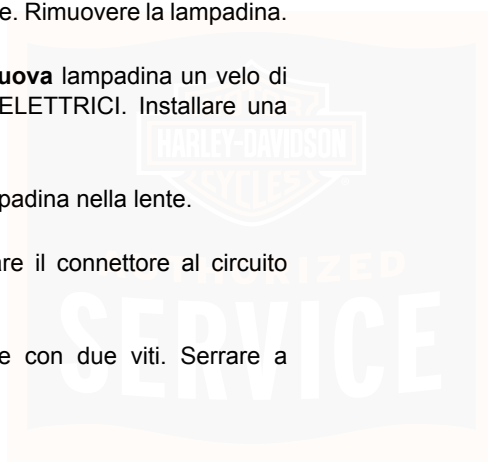 e. Rimuovere la lampadina.
uova lampadina un velo di
ELETTRICI. Installare una
HARLEY-DAVIDSON
CYCLES
padina nella lente.
re il connettore al circuito
AUTHORIZED
SERVICE
e con due viti. Serrare a